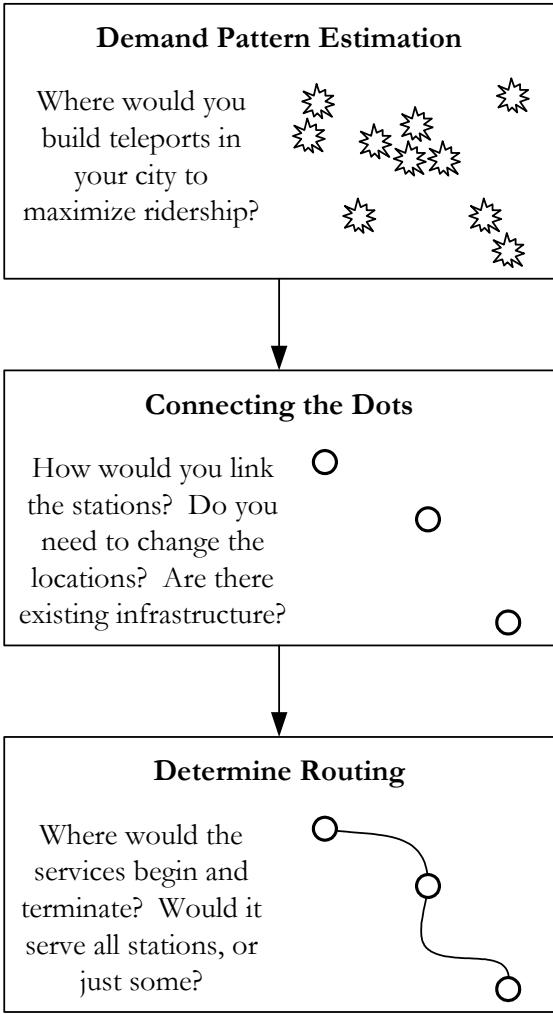 Demand Pattern Estimation
Where would you
build teleports in
your city to
maximize ridership?
Connecting the Dots
How would you link
the stations?  Do you
need to change the
locations?  Are there
existing infrastructure?
Determine Routing
Where would the
services begin and
terminate?  Would it
serve all stations, or
just some?